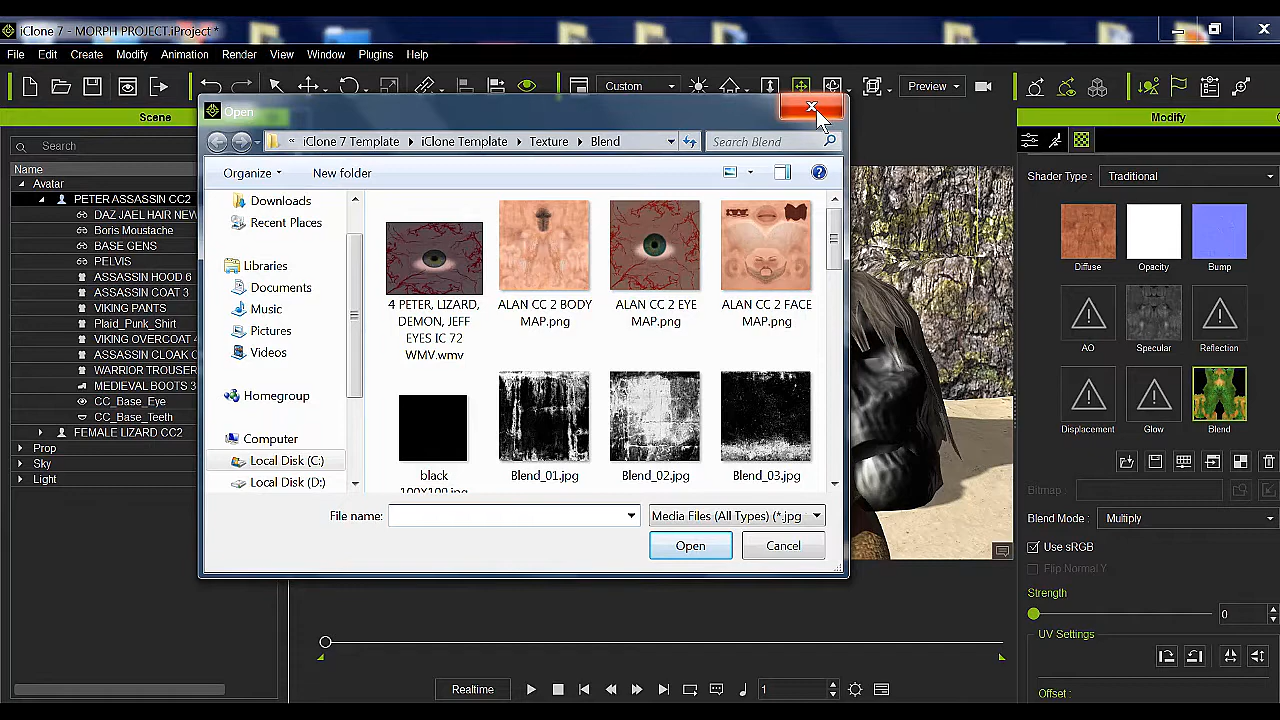 iClone 7 - MORPH PROJECT.iProject *
File Edit Create Modify Animation Render View Window Plugins Help
Custom
Preview
Scene
Search
Name
Avatar
PETER ASSASSIN CC2
DAZ JAEL HAIR NEW
Boris Moustache
BASE GENS
PELVIS
ASSASSIN HOOD 6
ASSASSIN COAT 3
VIKING PANTS
Plaid_Punk_Shirt
VIKING OVERCOAT 4
ASSASSIN CLOAK C
WARRIOR TROUSER
MEDIEVAL BOOTS 3
CC_Base_Eye
CC_Base_Teeth
FEMALE LIZARD CC2
Prop
Sky
Light
Open
« iClone 7 Template iClone Template Texture Blend
Search Blend
Organize New folder
Downloads
Recent Places
Libraries
Documents
Music
Pictures
Videos
Homegroup
Computer
Local Disk (C:)
Local Disk (D:)
4 PETER, LIZARD,
DEMON, JEFF
EYES IC 72
WMV.wmv
ALAN CC 2 BODY
MAP.png
ALAN CC 2 EYE
MAP.png
ALAN CC 2 FACE
MAP.png
black
100X100.jpg
Blend_01.jpg
Blend_02.jpg
Blend_03.jpg
File name:
Media Files (All Types) (*.jpg
Open
Cancel
Modify
Shader Type: Traditional
Diffuse Opacity Bump
AO Specular Reflection
Displacement Glow Blend
Bitmap:
Blend Mode: Multiply
Use sRGB
Flip Normal Y
Strength
0
UV Settings
Offset:
Realtime
1